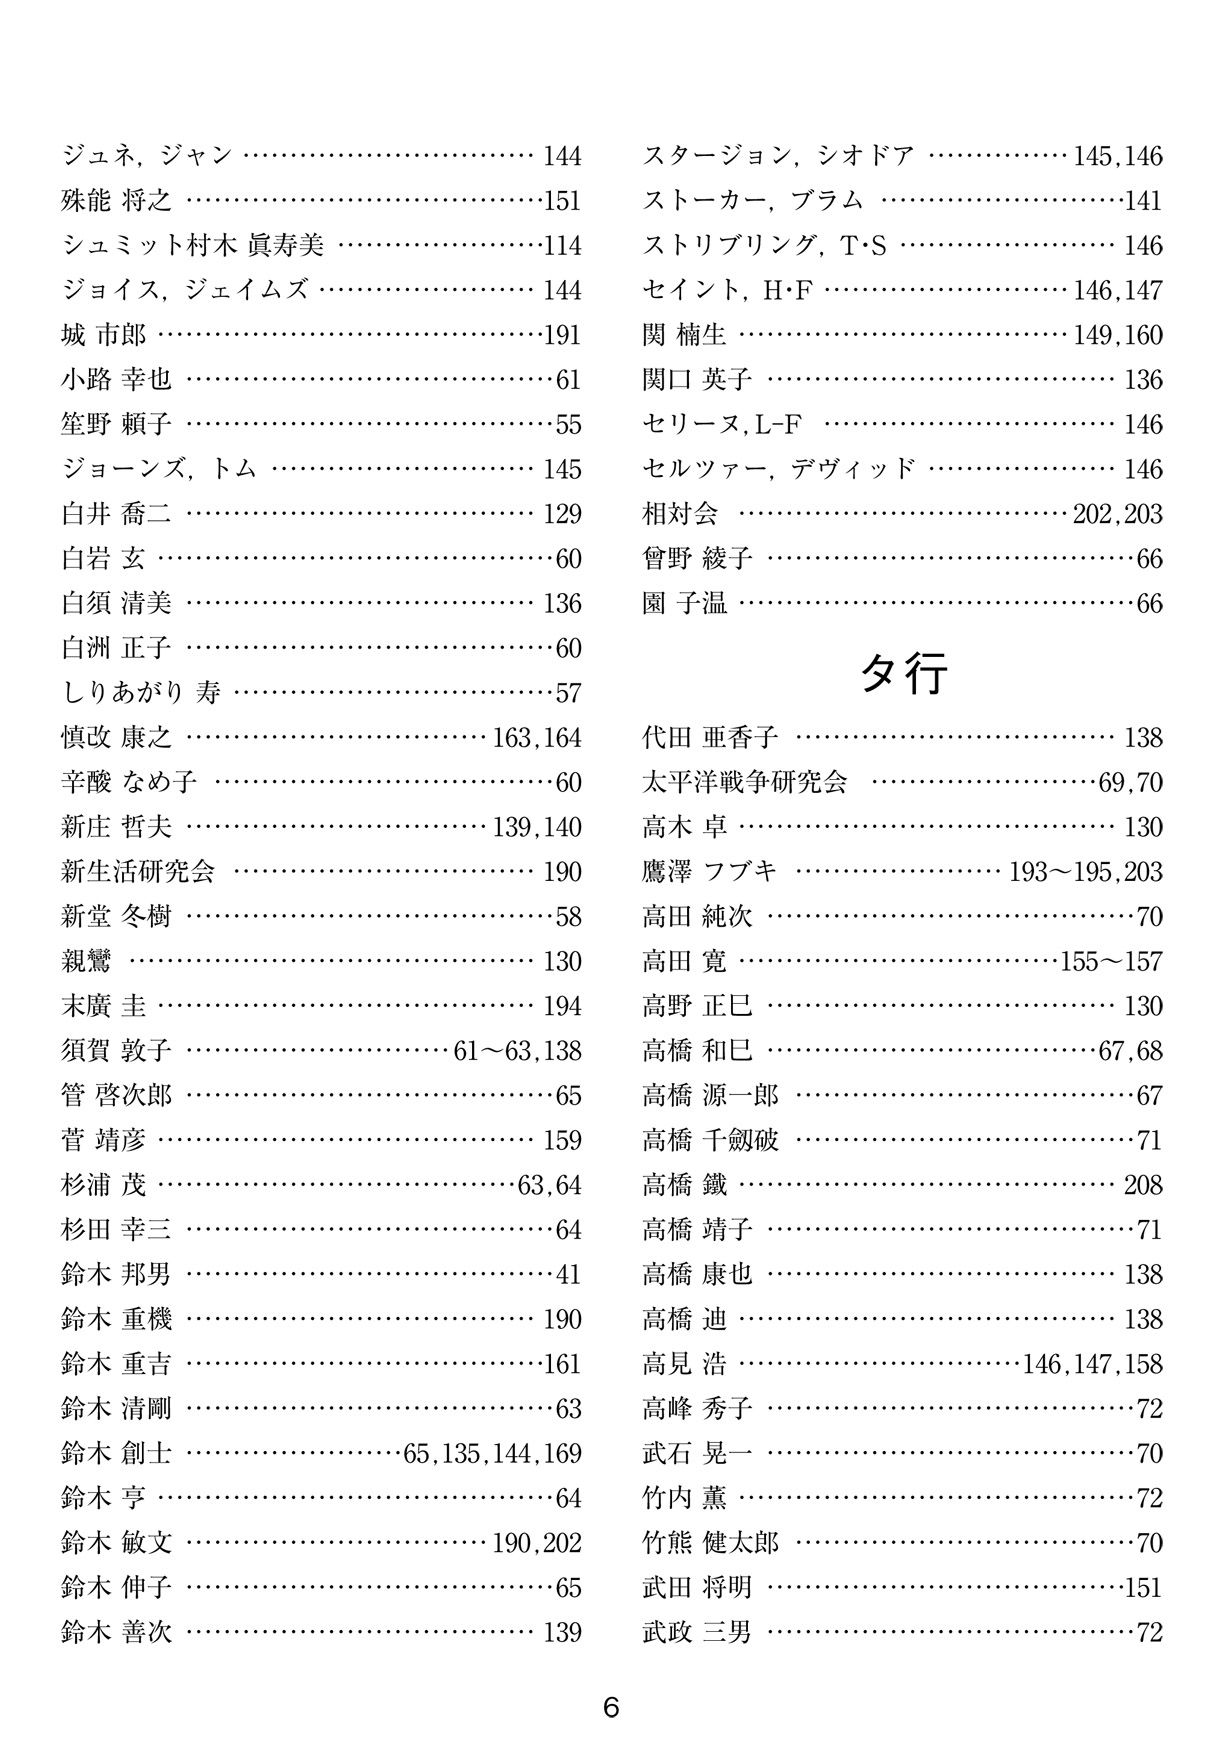 ジュネ, ジャン …………………………… 144
殊能 将之 …………………………………151
シュミット村木 眞寿美 …………………114
ジョイス, ジェイムズ …………………… 144
城 市郎 ……………………………………191
小路 幸也 …………………………………61
笙野 頼子 …………………………………55
ジョーンズ, トム ………………………… 145
白井 喬二 ………………………………… 129
白岩 玄 ……………………………………60
白須 清美 ………………………………… 136
白洲 正子 …………………………………60
しりあがり 寿 ……………………………57
慎改 康之 ……………………………163,164
辛酸 なめ子 ………………………………60
新庄 哲夫 ……………………………139,140
新生活研究会 …………………………… 190
新堂 冬樹 …………………………………58
親鸞 ……………………………………… 130
末廣 圭 …………………………………… 194
須賀 敦子 ………………………61〜63,138
管 啓次郎 …………………………………65
菅 靖彦 …………………………………… 159
杉浦 茂 …………………………………63,64
杉田 幸三 …………………………………64
鈴木 邦男 …………………………………41
鈴木 重機 ………………………………… 190
鈴木 重吉 …………………………………161
鈴木 清剛 …………………………………63
鈴木 創士 ……………………65,135,144,169
鈴木 亨 ……………………………………64
鈴木 敏文 ……………………………190,202
鈴木 伸子 …………………………………65
鈴木 善次 ………………………………… 139
スタージョン, シオドア ……………145,146
ストーカー, ブラム ………………………141
ストリブリング, T・S …………………… 146
セイント, H・F ………………………146,147
関 楠生 ………………………………149,160
関口 英子 ………………………………… 136
セリーヌ,L-F …………………………… 146
セルツァー, デヴィッド ………………… 146
相対会 ………………………………202,203
曾野 綾子 …………………………………66
園 子温 ……………………………………66
タ行
代田 亜香子 ……………………………… 138
太平洋戦争研究会 ……………………69,70
高木 卓 …………………………………… 130
鷹澤 フブキ …………………193〜195,203
高田 純次 …………………………………70
高田 寛 ……………………………155〜157
高野 正巳 ………………………………… 130
高橋 和巳 ………………………………67,68
高橋 源一郎 ………………………………67
高橋 千劔破 ………………………………71
高橋 鐵 …………………………………… 208
高橋 靖子 …………………………………71
高橋 康也 ………………………………… 138
高橋 迪 …………………………………… 138
高見 浩 …………………………146,147,158
高峰 秀子 …………………………………72
武石 晃一 …………………………………70
竹内 薫 ……………………………………72
竹熊 健太郎 ………………………………70
武田 将明 …………………………………151
武政 三男 …………………………………72
6